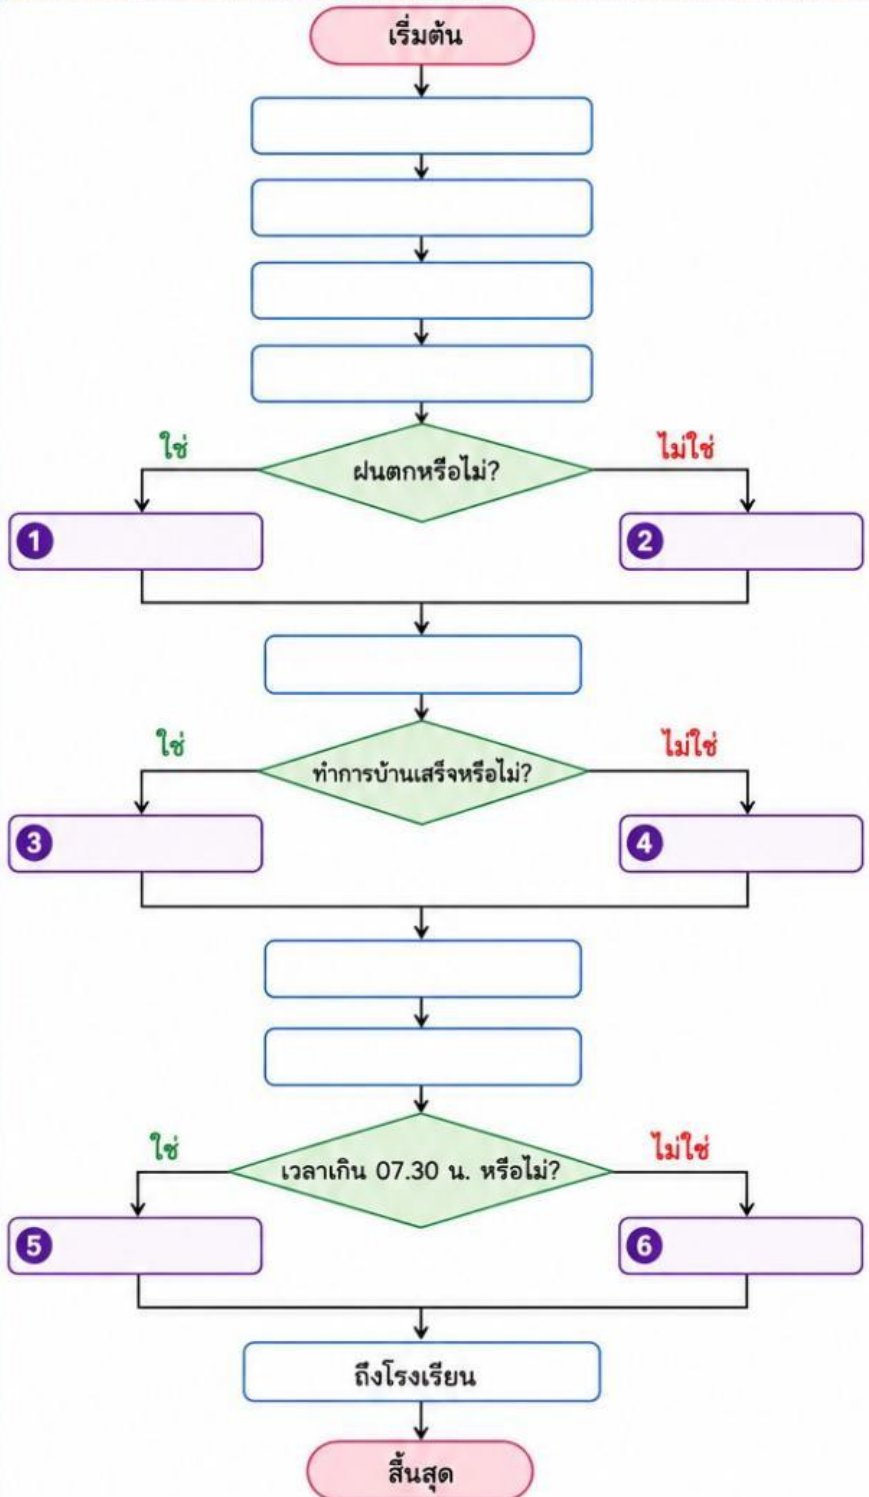 เริ่มต้น
ฝนตกหรือไม่?
ใช่
ไม่ใช่
1
2
ทำการบ้านเสร็จหรือไม่?
ใช่
ไม่ใช่
3
4
เวลาเกิน 07.30 น. หรือไม่?
ใช่
ไม่ใช่
5
6
ถึงโรงเรียน
สิ้นสุด